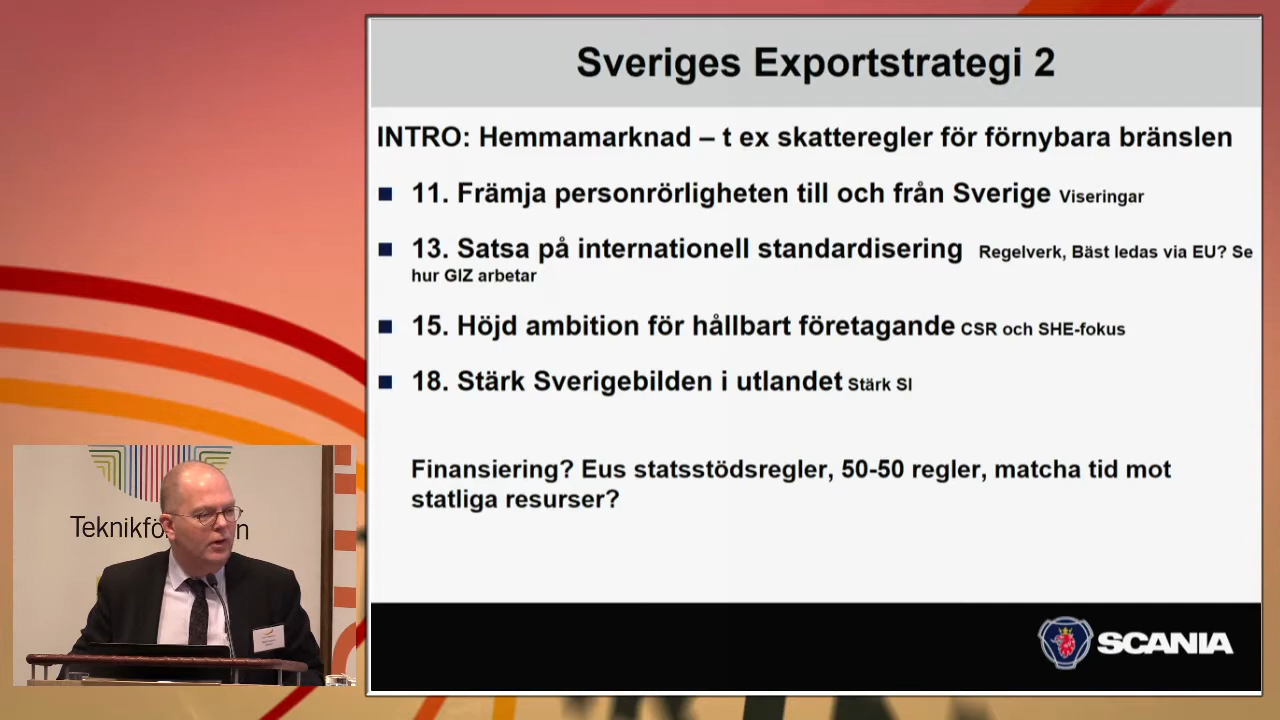 Sveriges Exportstrategi 2
INTRO: Hemmamarknad – t ex skatteregler för förnybara bränslen
11. Främja personrörligheten till och från Sverige Viseringar
13. Satsa på internationell standardisering Regelverk, Bäst ledas via EU? Se
hur GIZ arbetar
15. Höjd ambition för hållbart företagande CSR och SHE-fokus
18. Stärk Sverigebilden i utlandet Stärk SI
Finansiering? Eus statsstödsregler, 50-50 regler, matcha tid mot
statliga resurser?
SCANIA